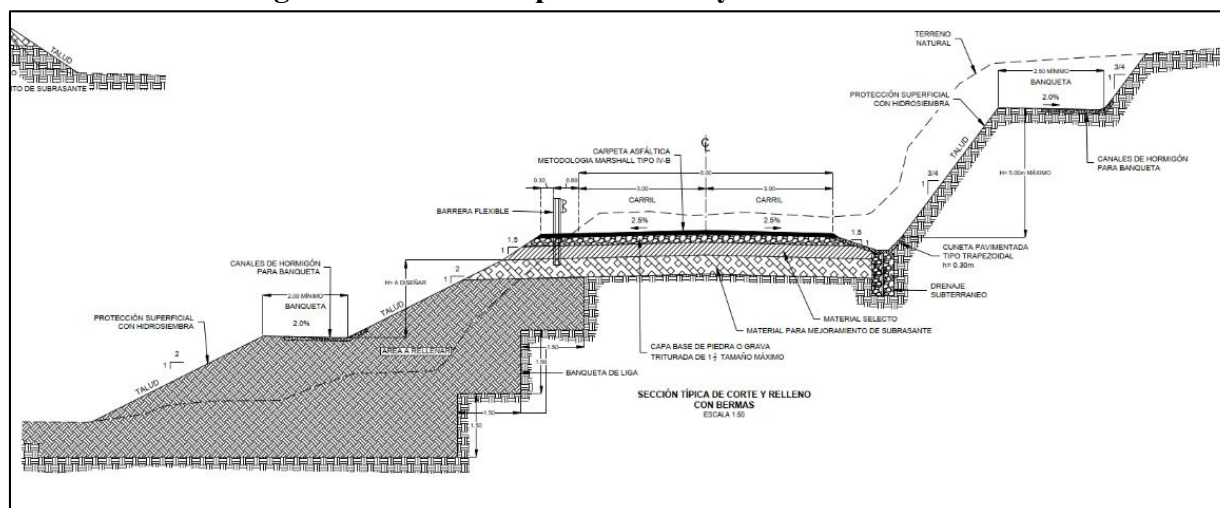 TALUD
ITO DE SUBRASANTE
TERRENO
NATURAL
2.50 MÍNIMO
BANQUETA
2.0%
3/4
1
PROTECCIÓN SUPERFICIAL
CON HIDROSIEMBRA
TALUD
CANALES DE HORMIGÓN
PARA BANQUETA
H= 5.00m MÁXIMO
3/4
1
CARPETA ASFÁLTICA
METODOLOGIA MARSHALL TIPO IV-B
0.30
0.60
6.00
3.00
3.00
CARRIL
CARRIL
BARRERA FLEXIBLE
2.5%
2.5%
1.5
1
1.5
1
CUNETA PAVIMENTADA
TIPO TRAPEZOIDAL
h= 0.30m
CANALES DE HORMIGÓN
PARA BANQUETA
H= A DISEÑAR
2
1
DRENAJE
SUBTERRANEO
2.00 MÍNIMO
BANQUETA
2.0%
TALUD
MATERIAL SELECTO
PROTECCIÓN SUPERFICIAL
CON HIDROSIEMBRA
MATERIAL PARA MEJORAMIENTO DE SUBRASANTE
2
1
ÁREA A RELLENAR
1.50
CAPA BASE DE PIEDRA O GRAVA
TRITURADA DE 1 TAMAÑO MÁXIMO
1.50
BANQUETA DE LIGA
TALUD
SECCIÓN TÍPICA DE CORTE Y RELLENO
CON BERMAS
ESCALA 1:50
1.50
1.50